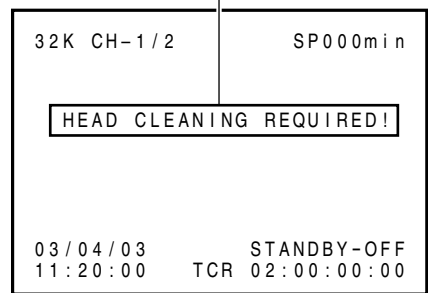 32K CH-1/2 SP000min
HEAD CLEANING REQUIRED!
03/04/03 STANDBY-OFF
11:20:00 TCR 02:00:00:00